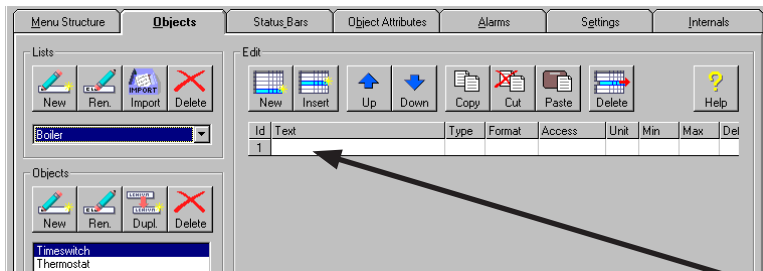 Menu Structure Objects Status Bars Object Attributes Alarms Settings Internals
Lists
New Ren. Import Delete
Boiler
Edit
New Insert Up Down Copy Cut Paste Delete Help
Id Text Type Format Access Unit Min Max Del
1
Objects
New Ren. Dupl. Delete
Timeswitch
Thermostat